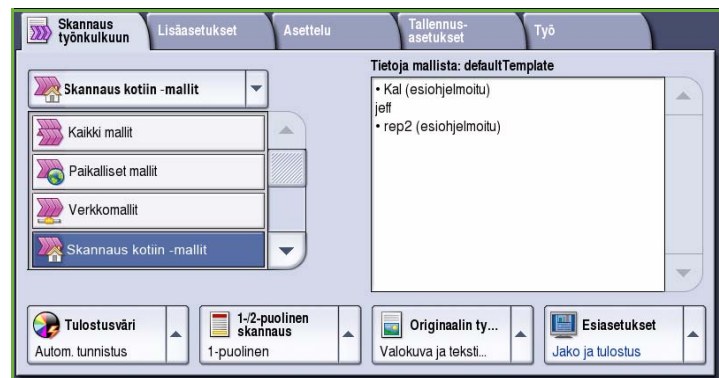 Skannaus
työnkulkuun
Lisäasetukset
Asettelu
Tallennus-
asetukset
Työ
Skannaus kotiin -mallit
Kaikki mallit
Paikalliset mallit
Verkkomallit
Skannaus kotiin -mallit
Tietoja mallista: defaultTemplate
• Kal (esiohjelmoitu)
jeff
• rep2 (esiohjelmoitu)
Tulostusväri
Autom. tunnistus
1-/2-puolinen
skannaus
1-puolinen
Originaalin ty...
Valokuva ja teksti...
Esiasetukset
Jako ja tulostus